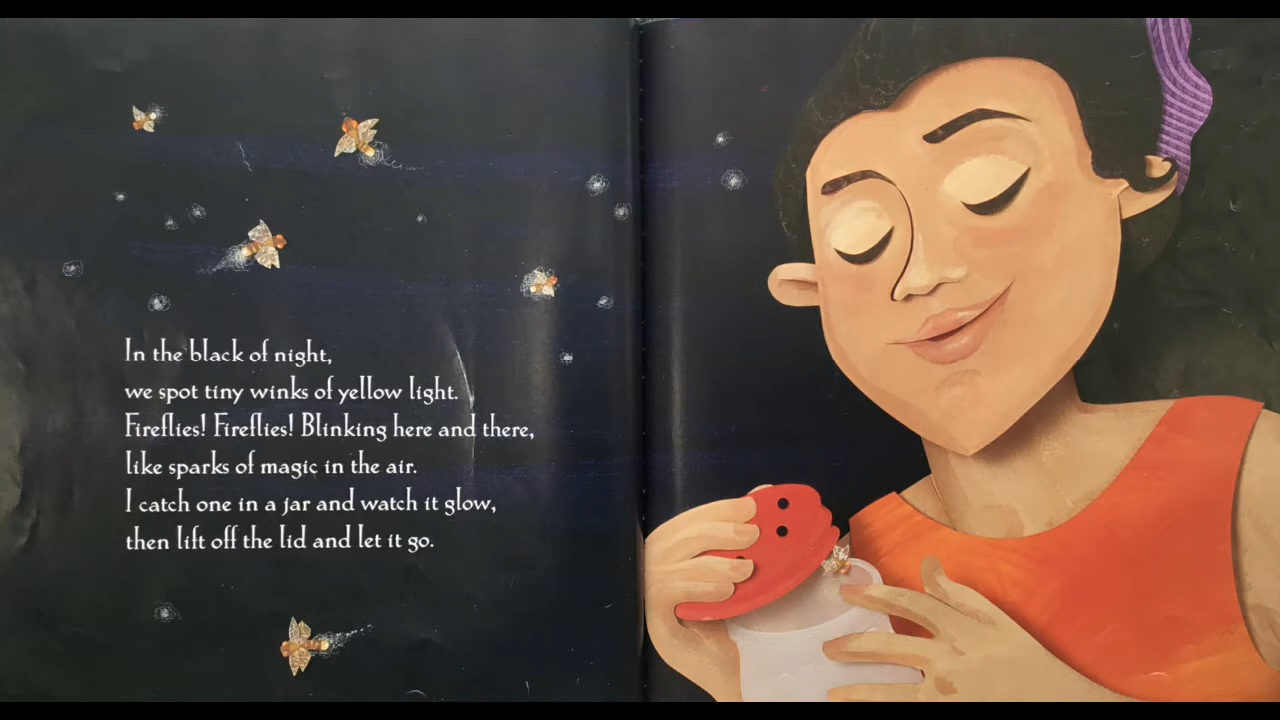 In the black of night,
we spot tiny winks of yellow light.
Fireflies! Fireflies! Blinking here and there,
like sparks of magic in the air.
I catch one in a jar and watch it glow,
then lift off the lid and let it go.